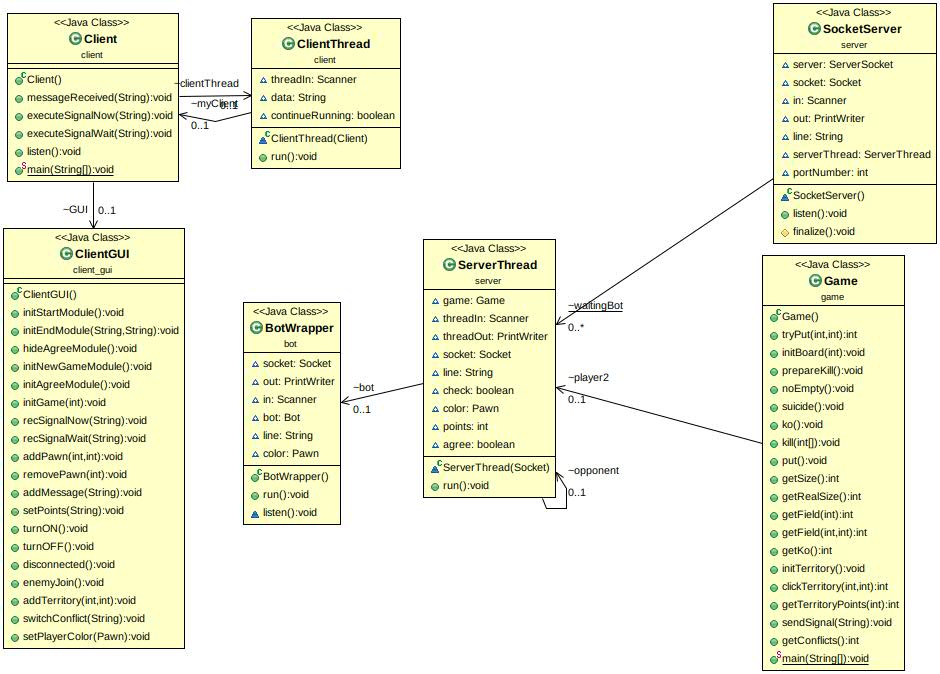 <<Java Class>>
Client
client
Client()
messageReceived(String):void
executeSignalNow(String):void
executeSignalWait(String):void
listen():void
main(String[]):void
~clientThread
0..1
~myClient
0..1
<<Java Class>>
ClientThread
client
threadIn: Scanner
data: String
continueRunning: boolean
ClientThread(Client)
run():void
~GUI
0..1
<<Java Class>>
ClientGUI
client_gui
ClientGUI()
initStartModule():void
initEndModule(String,String):void
hideAgreeModule():void
initNewGameModule():void
initAgreeModule():void
initGame(int):void
recSignalNow(String):void
recSignalWait(String):void
addPawn(int,int):void
removePawn(int):void
addMessage(String):void
setPoints(String):void
turnON():void
turnOFF():void
disconnected():void
enemyJoin():void
addTerritory(int,int):void
switchConflict(String):void
setPlayerColor(Pawn):void
<<Java Class>>
BotWrapper
bot
socket: Socket
out: PrintWriter
in: Scanner
bot: Bot
line: String
color: Pawn
BotWrapper()
run():void
listen():void
~bot
0..1
<<Java Class>>
ServerThread
server
game: Game
threadIn: Scanner
threadOut: PrintWriter
socket: Socket
line: String
check: boolean
color: Pawn
points: int
agree: boolean
ServerThread(Socket)
run():void
~waitingBot
0..*
~player2
0..1
~opponent
0..1
<<Java Class>>
SocketServer
server
server: ServerSocket
socket: Socket
in: Scanner
out: PrintWriter
line: String
serverThread: ServerThread
portNumber: int
SocketServer()
listen():void
finalize():void
<<Java Class>>
Game
game
Game()
tryPut(int,int):int
initBoard(int):void
prepareKill():void
noEmpty():void
suicide():void
ko():void
kill(int[]):void
put():void
getSize():int
getRealSize():int
getField(int):int
getField(int,int):int
getKo():int
initTerritory():void
clickTerritory(int,int):int
getTerritoryPoints(int):int
sendSignal(String):void
getConflicts():int
main(String[]):void